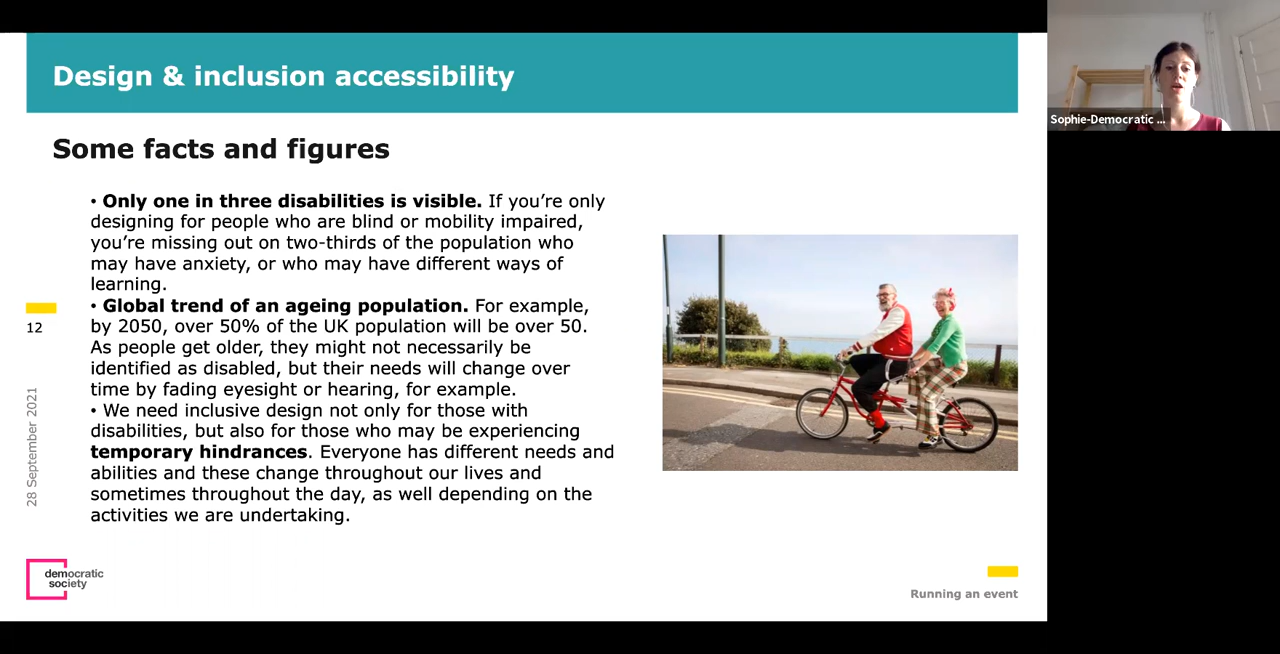 Design & inclusion accessibility
Sophie-Democratic ...
Some facts and figures
• Only one in three disabilities is visible. If you’re only
designing for people who are blind or mobility impaired,
you’re missing out on two-thirds of the population who
may have anxiety, or who may have different ways of
learning.
• Global trend of an ageing population. For example,
by 2050, over 50% of the UK population will be over 50.
As people get older, they might not necessarily be
identified as disabled, but their needs will change over
time by fading eyesight or hearing, for example.
• We need inclusive design not only for those with
disabilities, but also for those who may be experiencing
temporary hindrances. Everyone has different needs and
abilities and these change throughout our lives and
sometimes throughout the day, as well depending on the
activities we are undertaking.
12
28 September 2021
democratic
society
Running an event